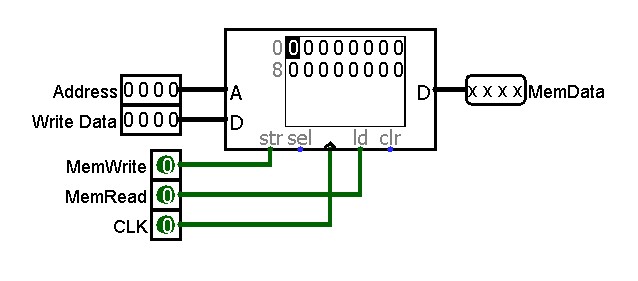 0 0 0 0 0 0 0 0 0
8 0 0 0 0 0 0 0 0
Address 0 0 0 0 A D x x x x MemData
Write Data 0 0 0 0 D
str sel ld clr
MemWrite 0
MemRead 0
CLK 0